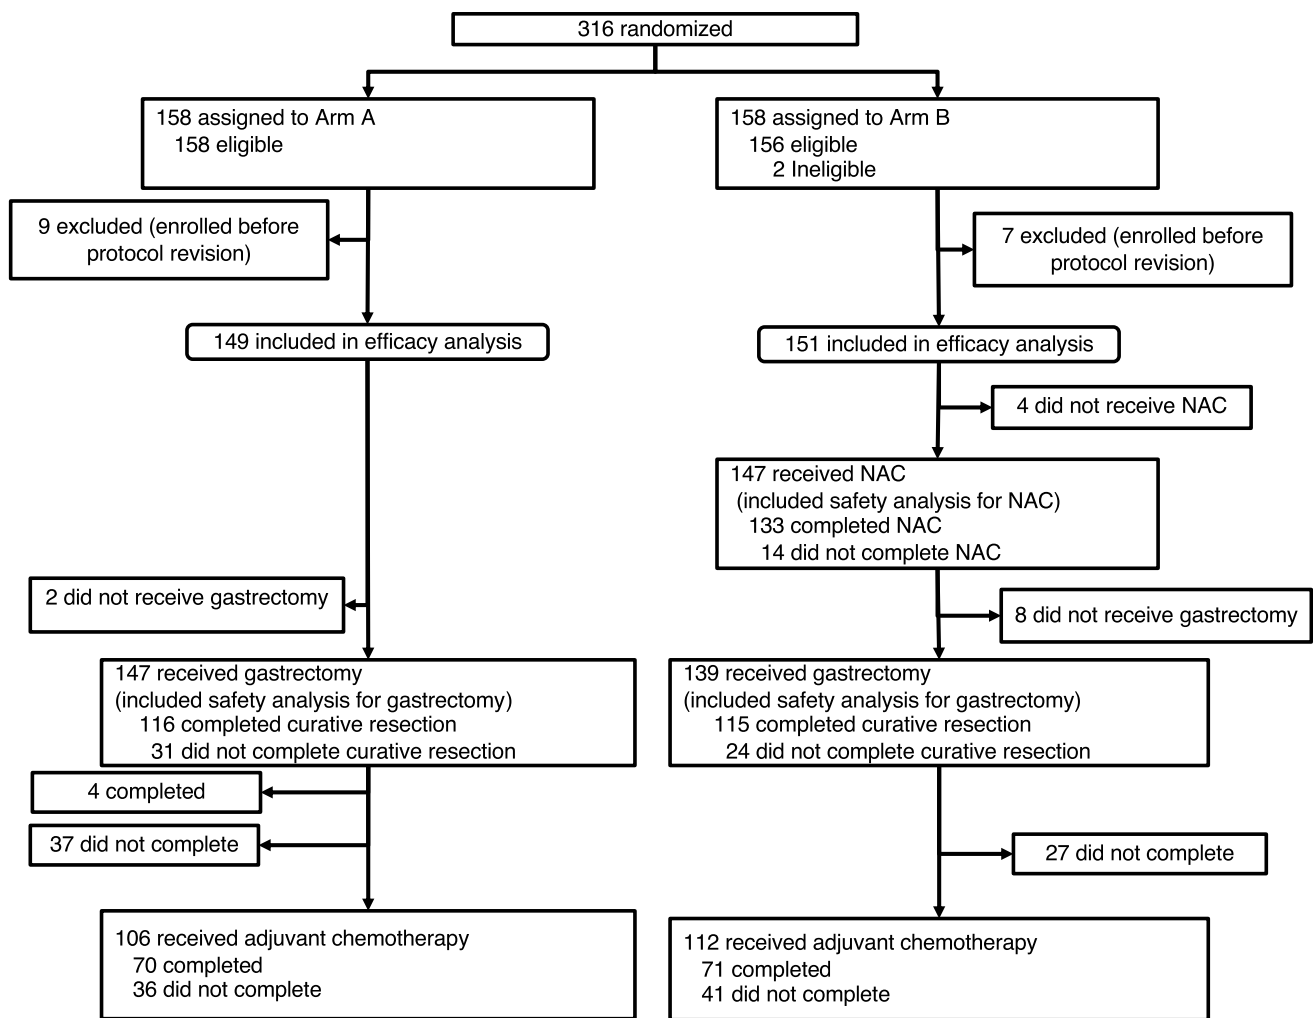 316 randomized
158 assigned to Arm A
158 eligible
158 assigned to Arm B
156 eligible
2 Ineligible
9 excluded (enrolled before
protocol revision)
7 excluded (enrolled before
protocol revision)
149 included in efficacy analysis
151 included in efficacy analysis
4 did not receive NAC
147 received NAC
(included safety analysis for NAC)
133 completed NAC
14 did not complete NAC
2 did not receive gastrectomy
8 did not receive gastrectomy
147 received gastrectomy
(included safety analysis for gastrectomy)
116 completed curative resection
31 did not complete curative resection
139 received gastrectomy
(included safety analysis for gastrectomy)
115 completed curative resection
24 did not complete curative resection
4 completed
37 did not complete
27 did not complete
106 received adjuvant chemotherapy
70 completed
36 did not complete
112 received adjuvant chemotherapy
71 completed
41 did not complete